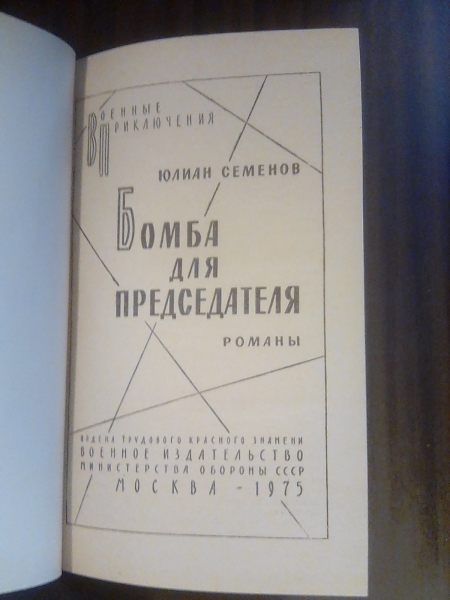 Военные
приключения
Юлиан Семенов
Бомба
для
председателя
Романы
Ордена Трудового Красного Знамени
Военное издательство
Министерства обороны СССР
Москва – 1975